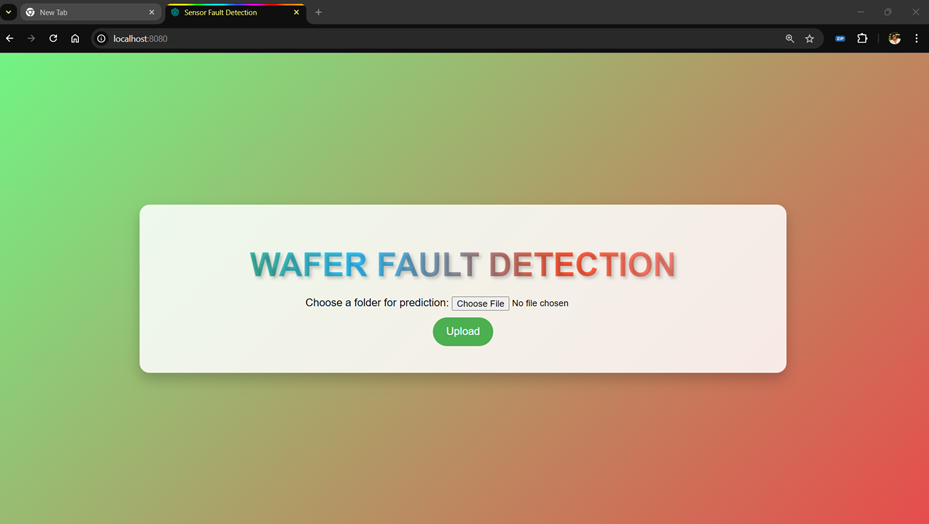 New Tab
Sensor Fault Detection
localhost:8080
ZIP
WAFER FAULT DETECTION
Choose a folder for prediction: Choose File No file chosen
Upload